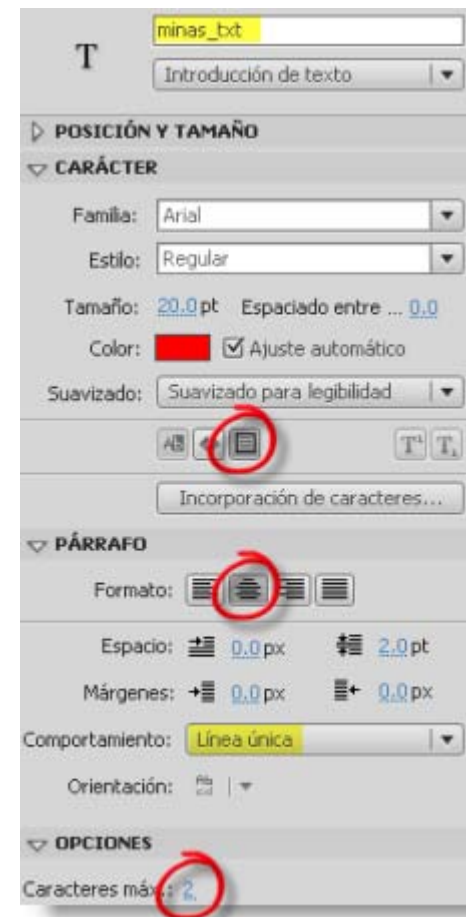 minas_txt
T
Introducción de texto
POSICIÓN Y TAMAÑO
CARÁCTER
Familia: Arial
Estilo: Regular
Tamaño: 20.0 pt Espaciado entre ... 0.0
Color: Ajuste automático
Suavizado: Suavizado para legibilidad
T¹ T₁
Incorporación de caracteres...
PÁRRAFO
Formato:
Espacio: 0.0 px 2.0 pt
Márgenes: 0.0 px 0.0 px
Comportamiento: Línea única
Orientación:
OPCIONES
Caracteres máx.: 2